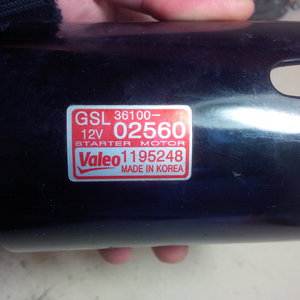 GSL 36100-
12V 02560
STARTER MOTOR
Valeo 1195248
MADE IN KOREA